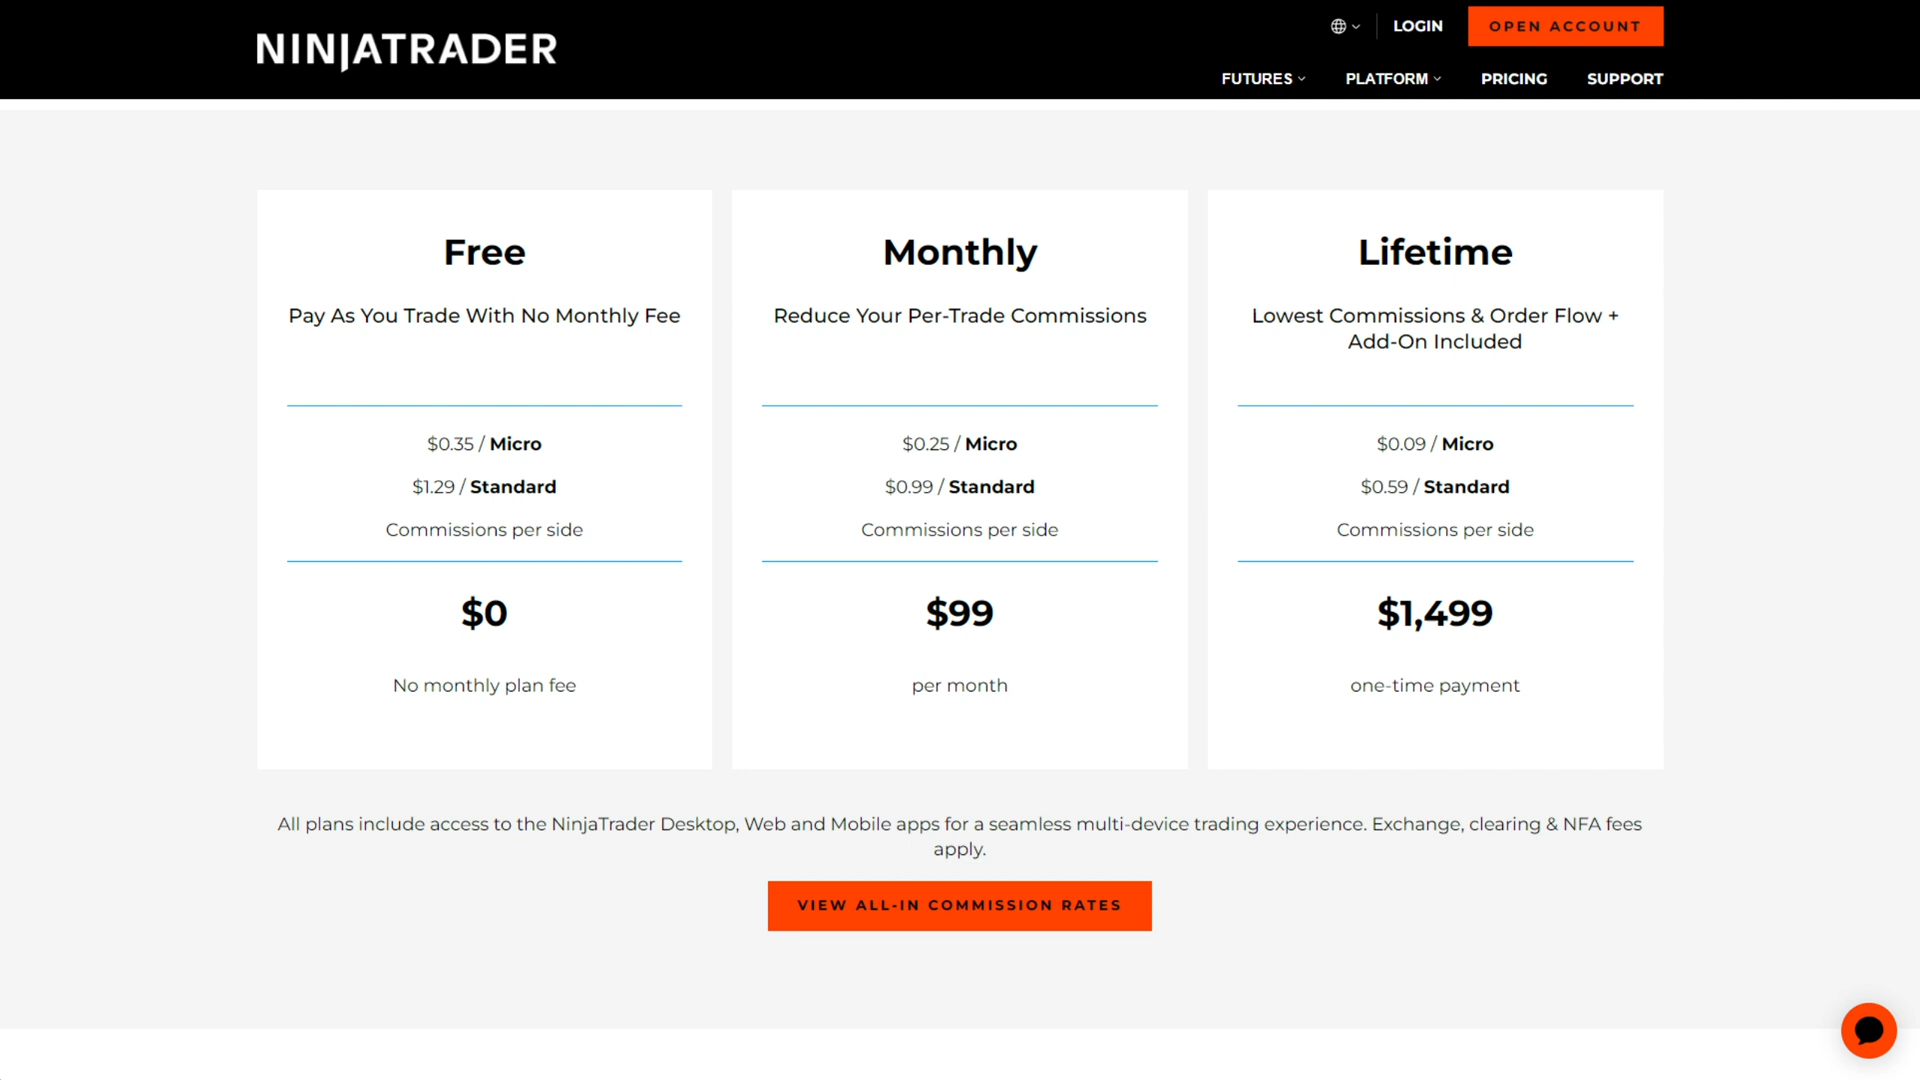 NINJATRADER
LOGIN
OPEN ACCOUNT
FUTURES
PLATFORM
PRICING
SUPPORT
Free
Pay As You Trade With No Monthly Fee
$0.35 / Micro
$1.29 / Standard
Commissions per side
$0
No monthly plan fee
Monthly
Reduce Your Per-Trade Commissions
$0.25 / Micro
$0.99 / Standard
Commissions per side
$99
per month
Lifetime
Lowest Commissions & Order Flow +
Add-On Included
$0.09 / Micro
$0.59 / Standard
Commissions per side
$1,499
one-time payment
All plans include access to the NinjaTrader Desktop, Web and Mobile apps for a seamless multi-device trading experience. Exchange, clearing & NFA fees
apply.
VIEW ALL-IN COMMISSION RATES